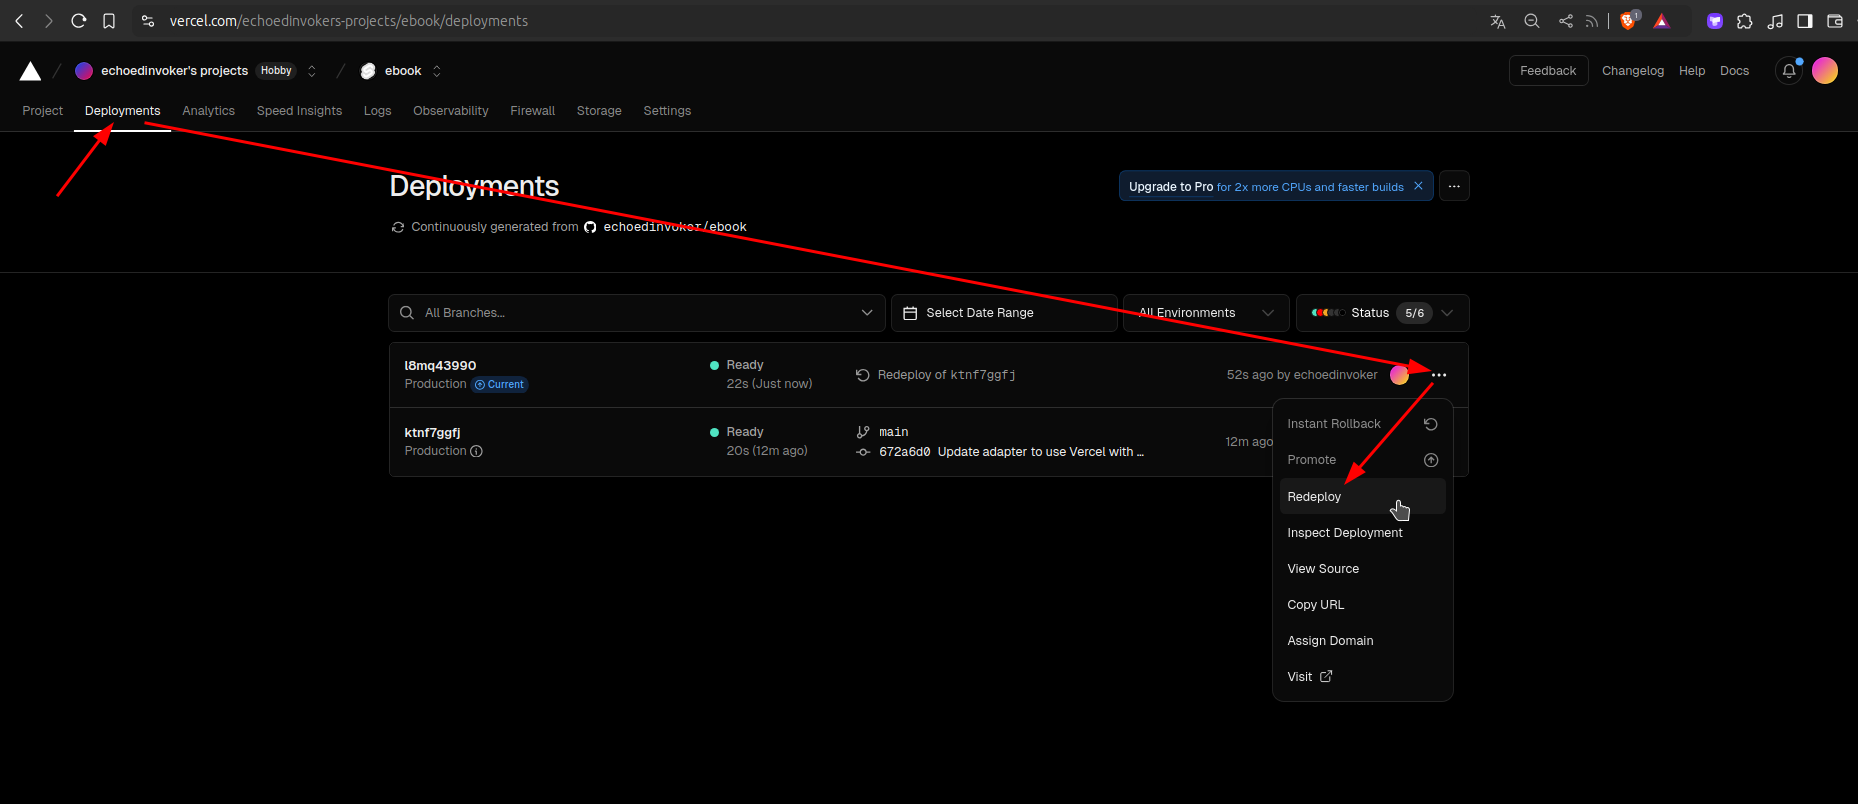 vercel.com/echoedinvokers-projects/ebook/deployments
1
echoedinvoker's projects Hobby
ebook
Feedback Changelog Help Docs
Project Deployments Analytics Speed Insights Logs Observability Firewall Storage Settings
Deployments
Upgrade to Pro for 2x more CPUs and faster builds
Continuously generated from echoedinvoker/ebook
All Branches... Select Date Range All Environments Status 5/6
l8mq43990 Ready
Redeploy of ktnf7ggfj 52s ago by echoedinvoker
Production Current 22s (Just now)
ktnf7ggfj Ready main
12m ago
Production 20s (12m ago) 672a6d0 Update adapter to use Vercel with ...
Instant Rollback
Promote
Redeploy
Inspect Deployment
View Source
Copy URL
Assign Domain
Visit